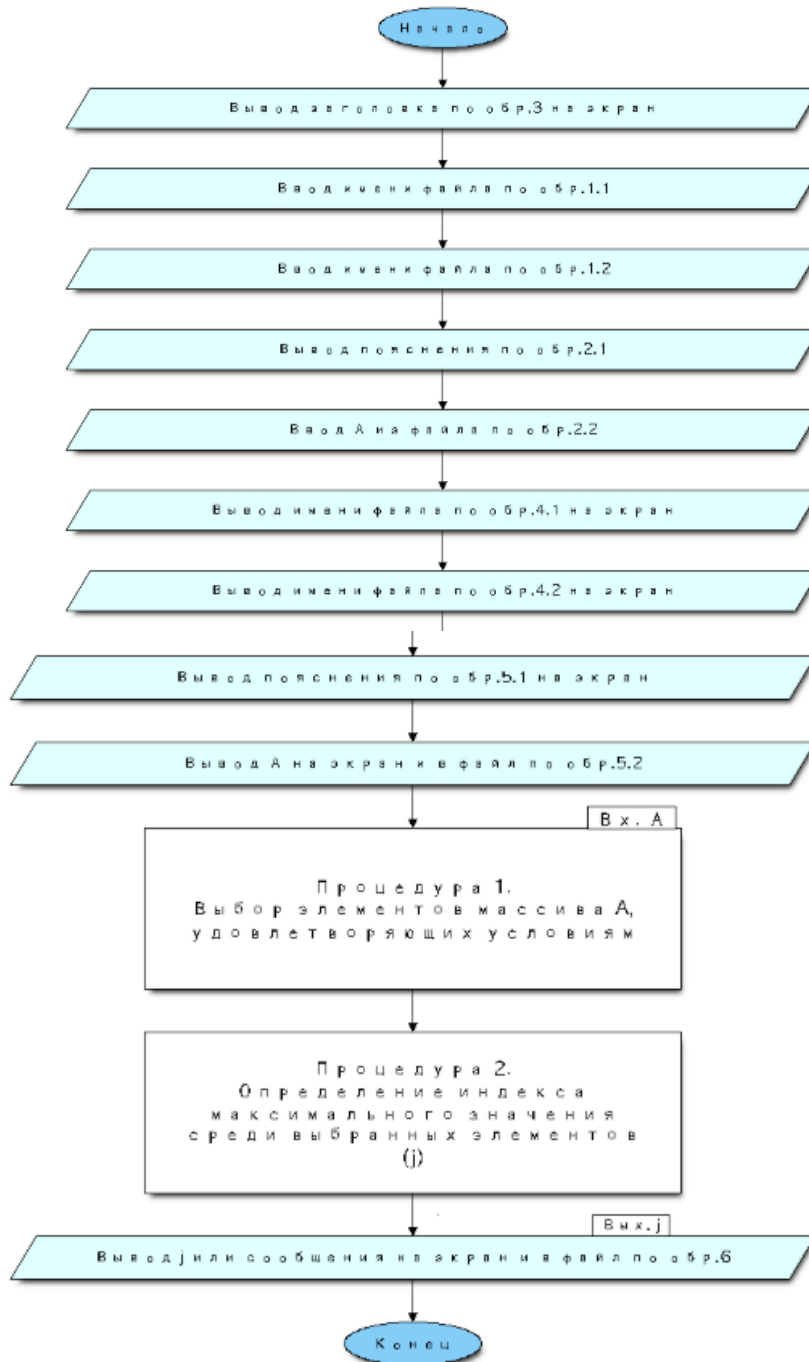 Начало
Вывод заголовка по обр.3 на экран
Ввод имени файла по обр.1.1
Ввод имени файла по обр.1.2
Вывод пояснения по обр.2.1
Ввод А из файла по обр.2.2
Вывод имени файла по обр.4.1 на экран
Вывод имени файла по обр.4.2 на экран
Вывод пояснения по обр.5.1 на экран
Вывод А на экран и в файл по обр.5.2
Вх. А
Процедура 1.
Выбор элементов массива А,
удовлетворяющих условиям
Процедура 2.
Определение индекса
максимального значения
среди выбранных элементов
(j)
Вых. j
Вывод j или сообщения на экран и в файл по обр.6
Конец